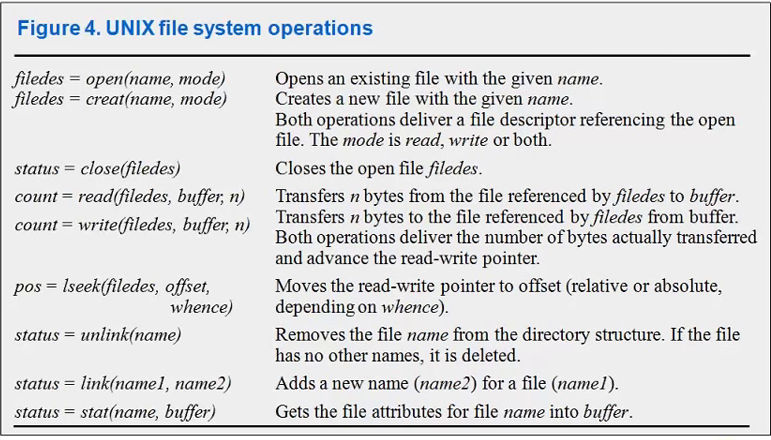 Figure 4. UNIX file system operations
filedes = open(name, mode) Opens an existing file with the given name.
filedes = creat(name, mode) Creates a new file with the given name.
Both operations deliver a file descriptor referencing the open
file. The mode is read, write or both.
status = close(filedes) Closes the open file filedes.
count = read(filedes, buffer, n) Transfers n bytes from the file referenced by filedes to buffer.
count = write(filedes, buffer, n) Transfers n bytes to the file referenced by filedes from buffer.
Both operations deliver the number of bytes actually transferred
and advance the read-write pointer.
pos = lseek(filedes, offset, Moves the read-write pointer to offset (relative or absolute,
whence) depending on whence).
status = unlink(name) Removes the file name from the directory structure. If the file
has no other names, it is deleted.
status = link(name1, name2) Adds a new name (name2) for a file (name1).
status = stat(name, buffer) Gets the file attributes for file name into buffer.